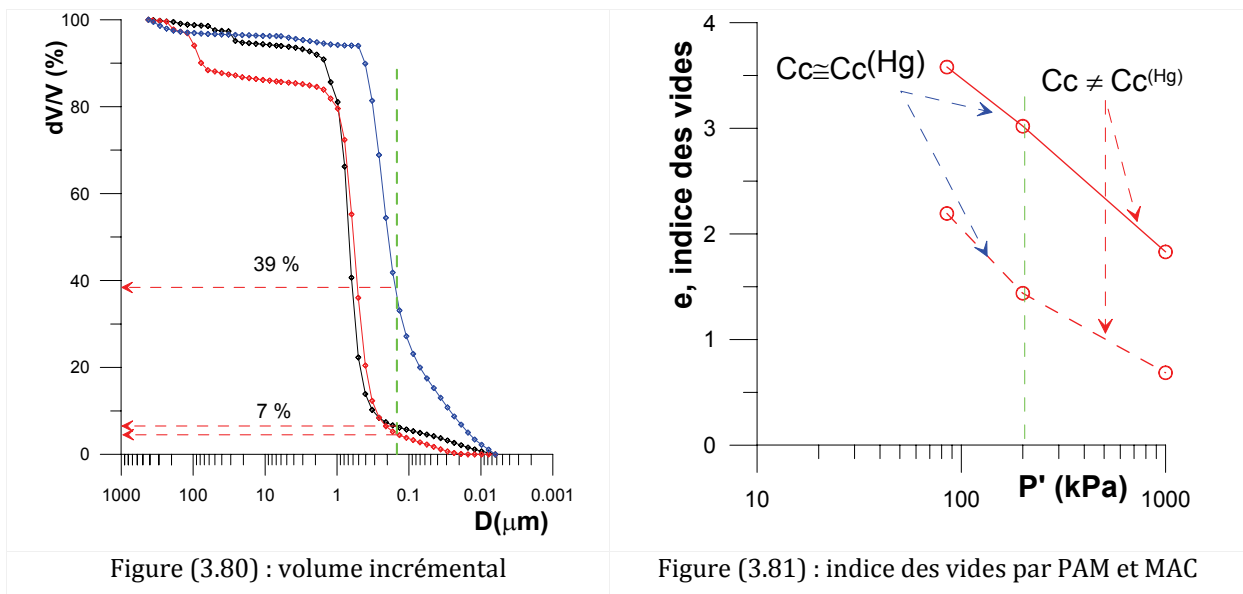 100
80
60
40
20
0
dV/V (%)
39 %
7 %
1000 100 10 1 0.1 0.01 0.001
D(μm)
Figure (3.80) : volume incrémental
4
3
2
1
0
e, indice des vides
Cc≅Cc(Hg)
Cc ≠ Cc(Hg)
10 100 1000
P' (kPa)
Figure (3.81) : indice des vides par PAM et MAC